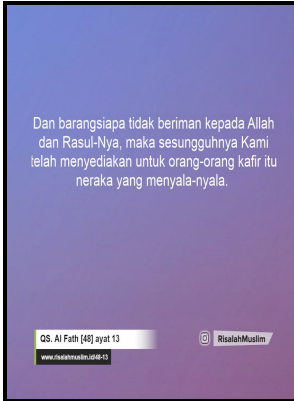 Dan barangsiapa tidak beriman kepada Allah
dan Rasul-Nya, maka sesungguhnya Kami
telah menyediakan untuk orang-orang kafir itu
neraka yang menyala-nyala.
QS. Al Fath [48] ayat 13
RisalahMuslim
www.risalahmuslim.id/48-13